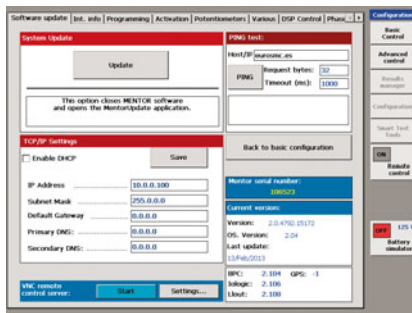 Software update
Int. info
Programming
Activation
Potentiometers
Various
DSP Control
Phase
System Update
Update
This option closes MENTOR software
and opens the MentorUpdate application.
TCP/IP Settings
Enable DHCP
Save
IP Address
10.0.0.100
Subnet Mask
255.0.0.0
Default Gateway
0.0.0.0
Primary DNS:
0.0.0.0
Secondary DNS:
0.0.0.0
VNC remote
control server:
Start
Settings...
PING test:
Host/IP
eurosmc.es
PING
Request bytes:
32
Timeout (ms):
1000
Back to basic configuration
Mentor serial number:
106523
Current version:
Version: 2.0.4792.15172
OS. Version: 2.04
Last update:
13/Feb/2013
BPC: 2.104 GPS: -1
Iologic: 2.106
Llout: 2.100
Configuration
Basic
Control
Advanced
control
Results
manager
Configuration
Smart Test
Tools
ON
Remote
control
OFF
125 V
Battery
simulator